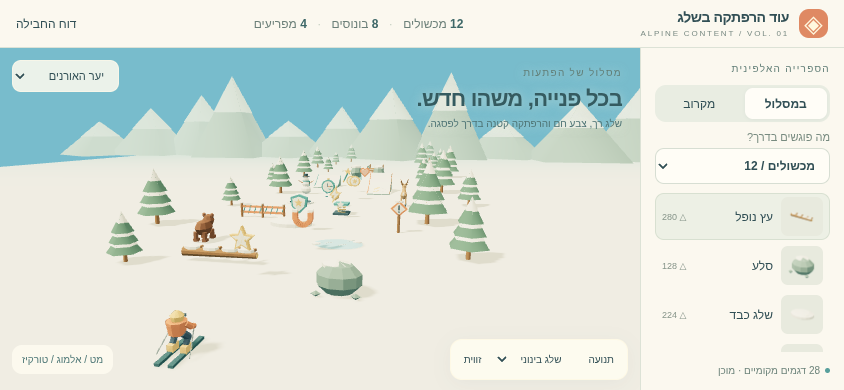 עוד הרפתקה בשלג
ALPINE CONTENT / VOL. 01
12 מכשולים · 8 בונוסים · 4 מפריעים
דוח החבילה
הספרייה האלפינית
במסלול
מקרוב
מה פוגשים בדרך?
מכשולים / 12
עץ נופל
280 △
סלע
128 △
שלג כבד
224 △
28 דגמים מקומיים · מוכן
מסלול של הפתעות
בכל פנייה, משהו חדש.
שלג רך, צבע חם והרפתקה קטנה בדרך לפסגה.
יער האורנים
תנועה
שלג בינוני
זווית
מט / אלמוג / טורקיז